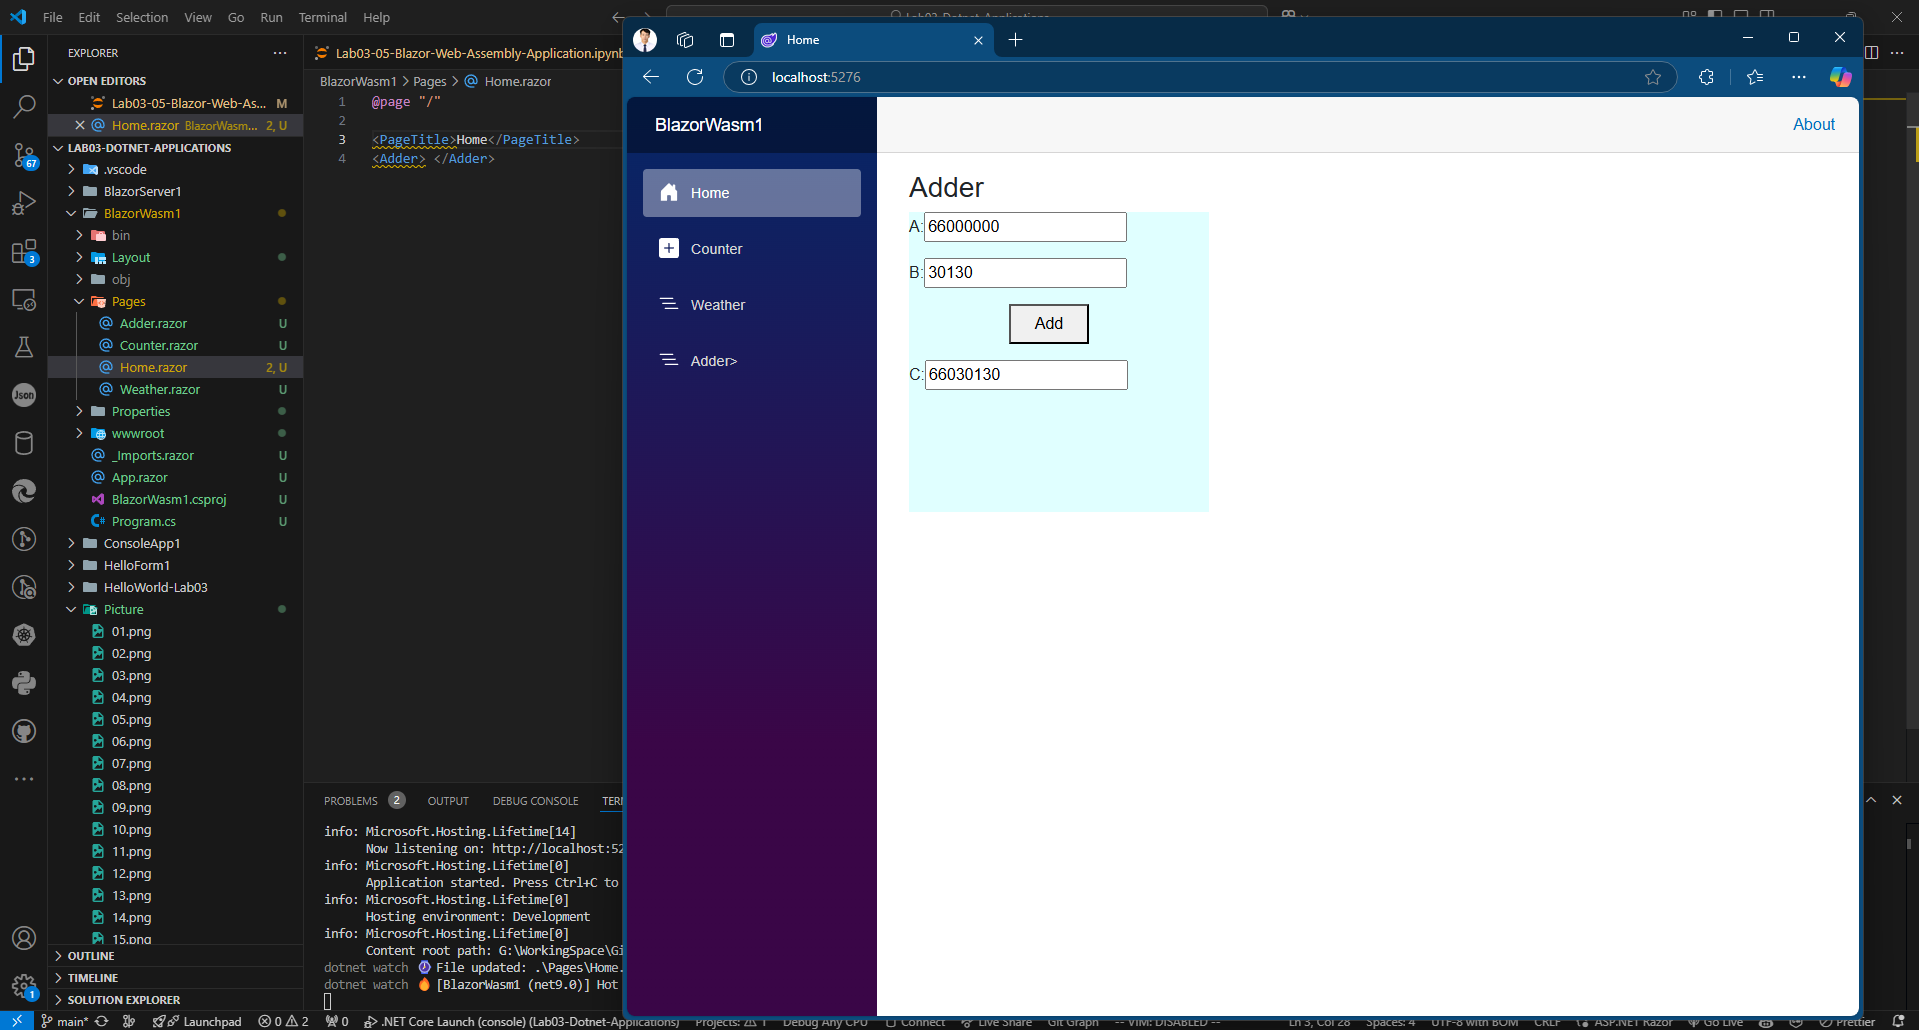 File Edit Selection View Go Run Terminal Help
EXPLORER
OPEN EDITORS
Lab03-05-Blazor-Web-As... M
Home.razor BlazorWasm... 2, U
LAB03-DOTNET-APPLICATIONS
.vscode
BlazorServer1
BlazorWasm1
bin
Layout
obj
Pages
Adder.razor U
Counter.razor U
Home.razor 2, U
Weather.razor U
Properties
wwwroot
_Imports.razor U
App.razor U
BlazorWasm1.csproj U
Program.cs U
ConsoleApp1
HelloForm1
HelloWorld-Lab03
Picture
01.png
02.png
03.png
04.png
05.png
06.png
07.png
08.png
09.png
10.png
11.png
12.png
13.png
14.png
15.png
OUTLINE
TIMELINE
SOLUTION EXPLORER
67
3
Json
1
Lab03-05-Blazor-Web-Assembly-Application.ipynb
BlazorWasm1 > Pages > Home.razor
1 @page "/"
2
3 <PageTitle>Home</PageTitle>
4 <Adder> </Adder>
PROBLEMS 2 OUTPUT DEBUG CONSOLE TER
info: Microsoft.Hosting.Lifetime[14]
Now listening on: http://localhost:52
info: Microsoft.Hosting.Lifetime[0]
Application started. Press Ctrl+C to
info: Microsoft.Hosting.Lifetime[0]
Hosting environment: Development
info: Microsoft.Hosting.Lifetime[0]
Content root path: G:\WorkingSpace\Gi
dotnet watch File updated: .\Pages\Home.
dotnet watch [BlazorWasm1 (net9.0)] Hot
Home
localhost:5276
BlazorWasm1
About
Home
Counter
Weather
Adder>
Adder
A: 66000000
B: 30130
Add
C: 66030130
main* Launchpad 0 2 0 .NET Core Launch (console) (Lab03-Dotnet-Applications) Projects: 1 Debug Any CPU Connect Live Share Git Graph -- VIM: DISABLED -- Ln 3, Col 28 Spaces: 4 UTF-8 with BOM CRLF ASP.NET Razor Go Live Prettier